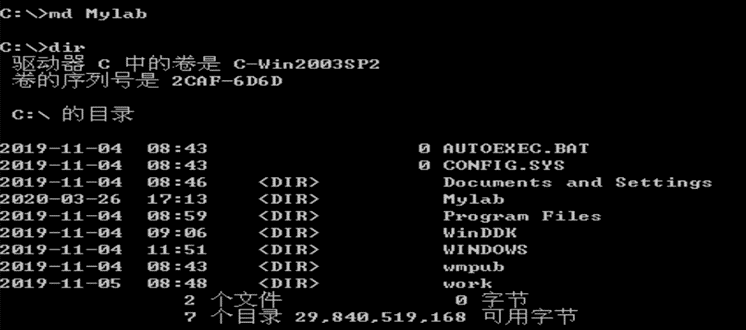 C:\>md Mylab
C:\>dir
驱动器 C 中的卷是 C-Win2003SP2
卷的序列号是 2CAF-6D6D
C:\ 的目录
2019-11-04 08:43 0 AUTOEXEC.BAT
2019-11-04 08:43 0 CONFIG.SYS
2019-11-04 08:46 <DIR> Documents and Settings
2020-03-26 17:13 <DIR> Mylab
2019-11-04 08:59 <DIR> Program Files
2019-11-04 09:06 <DIR> WinDDK
2019-11-04 11:51 <DIR> WINDOWS
2019-11-04 08:43 <DIR> wmpub
2019-11-05 08:48 <DIR> work
2 个文件 0 字节
7 个目录 29,840,519,168 可用字节